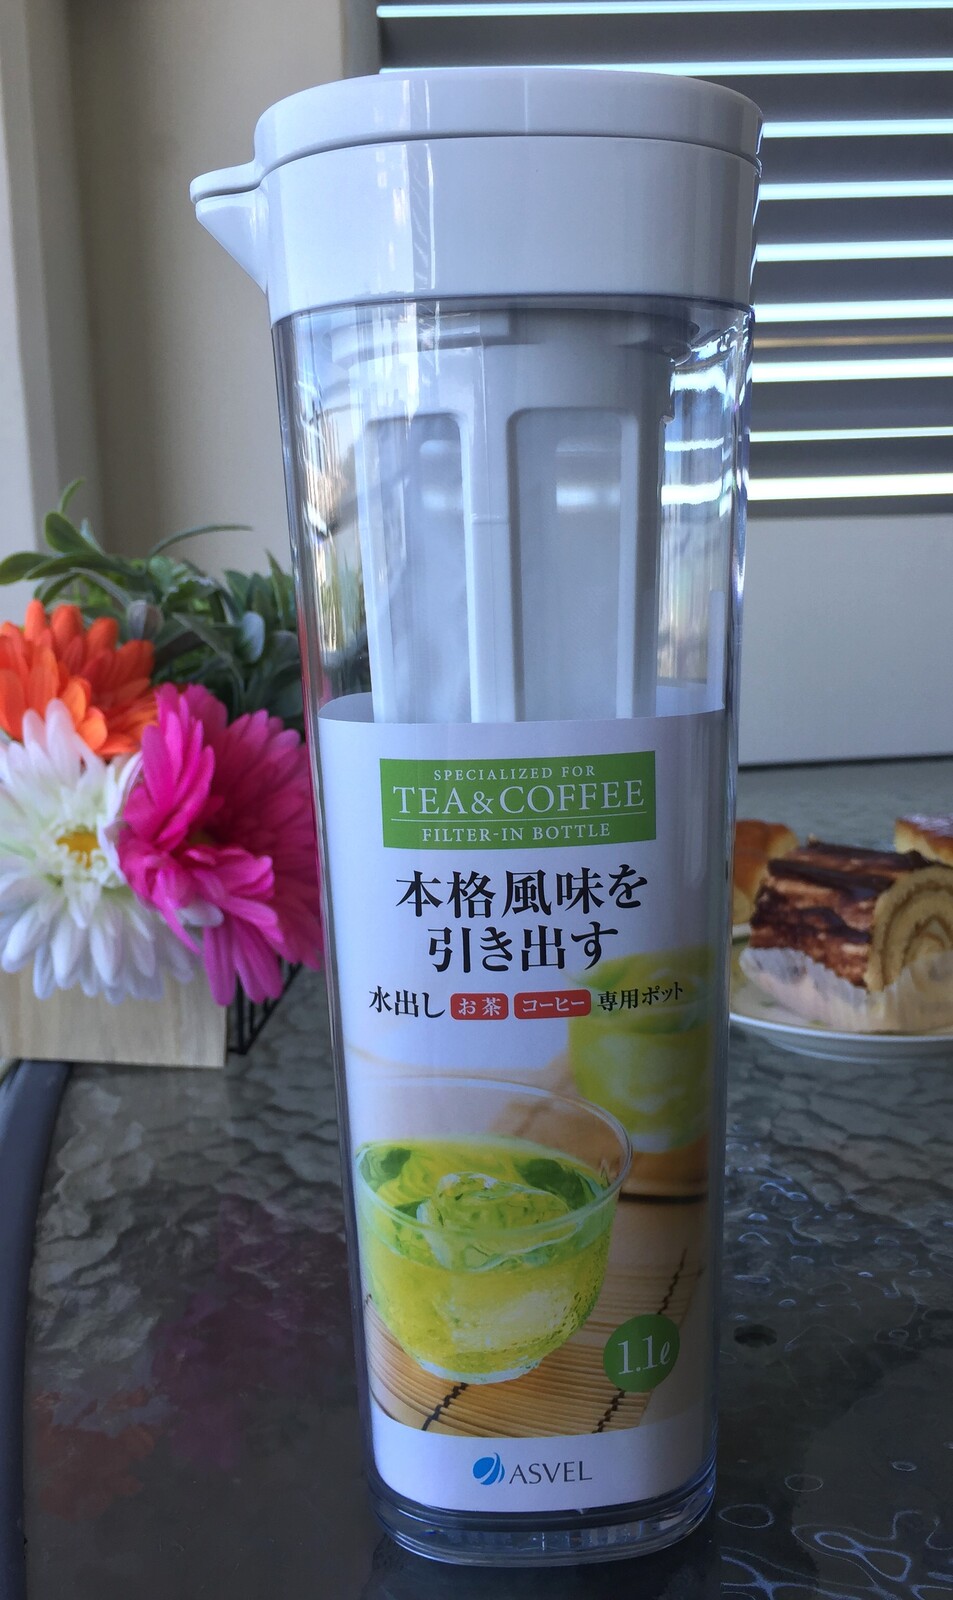 SPECIALIZED FOR
TEA&COFFEE
FILTER-IN BOTTLE
本格風味を
引き出す
水出し お茶 コーヒー 専用ポット
1.1ℓ
ASVEL